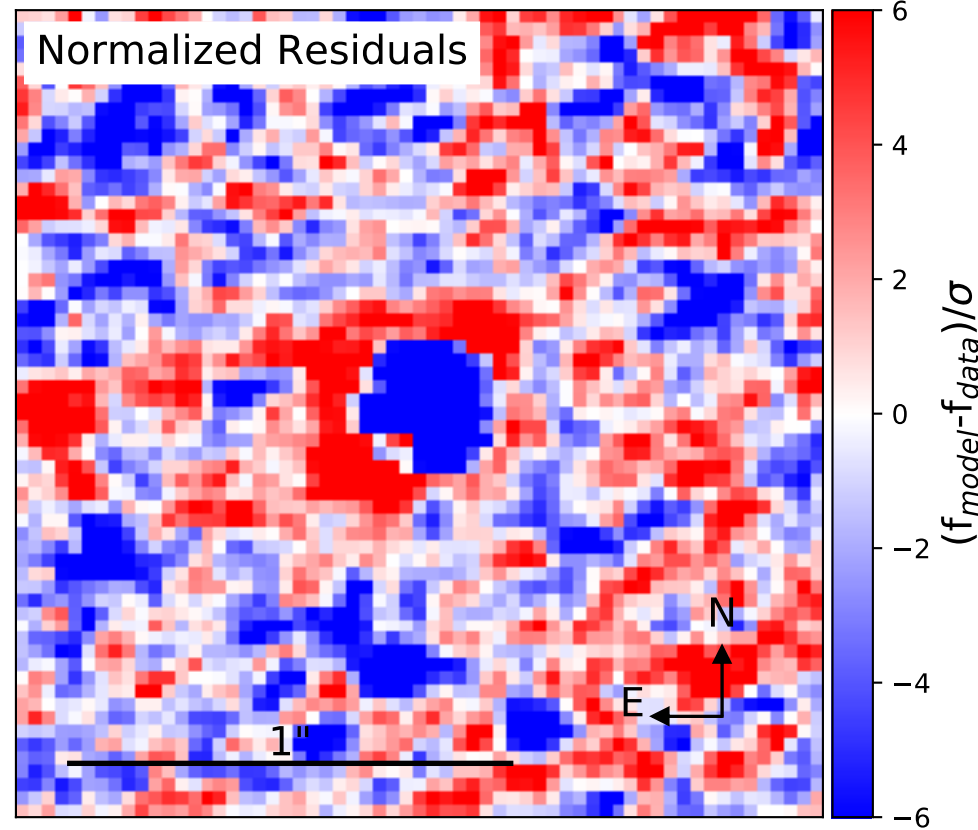 Normalized Residuals
6
4
2
0
−2
−4
−6
(f_model-f_data)/σ
N
E
1"